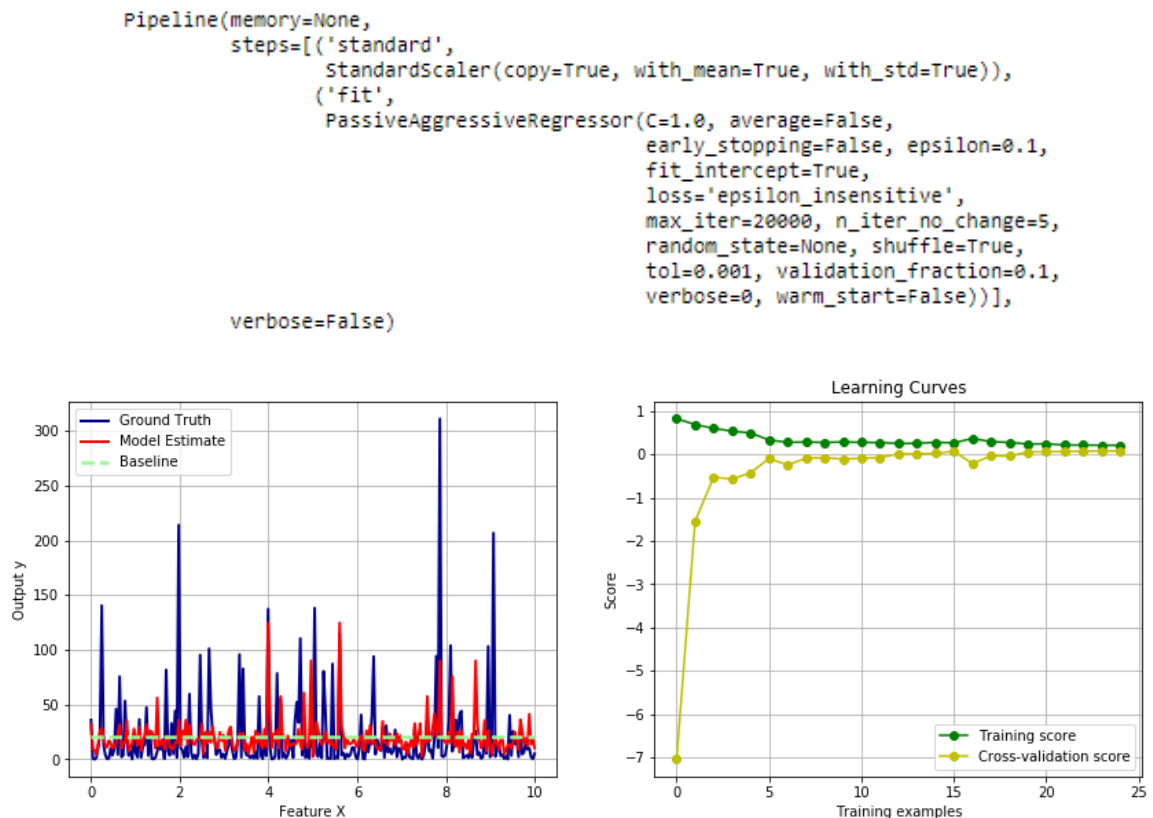 Pipeline(memory=None,
steps=[('standard',
StandardScaler(copy=True, with_mean=True, with_std=True)),
('fit',
PassiveAggressiveRegressor(C=1.0, average=False,
early_stopping=False, epsilon=0.1,
fit_intercept=True,
loss='epsilon_insensitive',
max_iter=20000, n_iter_no_change=5,
random_state=None, shuffle=True,
tol=0.001, validation_fraction=0.1,
verbose=0, warm_start=False))],
verbose=False)
Ground Truth
Model Estimate
Baseline
300
250
200
150
100
50
0
Output y
0 2 4 6 8 10
Feature X
Learning Curves
1
0
-1
-2
-3
-4
-5
-6
-7
Score
Training score
Cross-validation score
0 5 10 15 20 25
Training examples